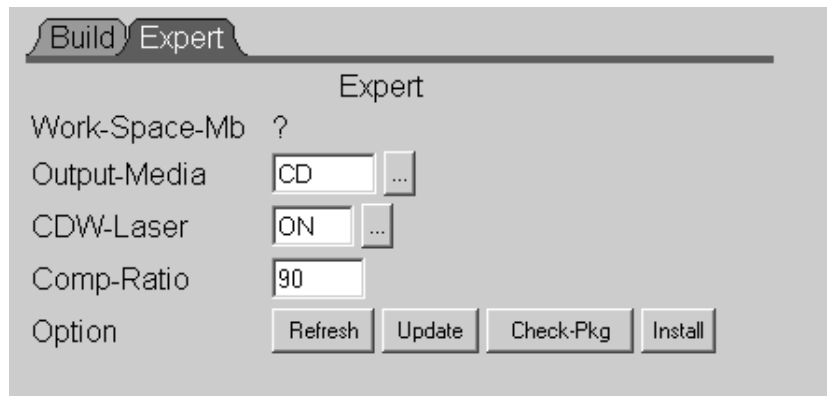 Build Expert
Expert
Work-Space-Mb ?
Output-Media CD ...
CDW-Laser ON ...
Comp-Ratio 90
Option Refresh Update Check-Pkg Install